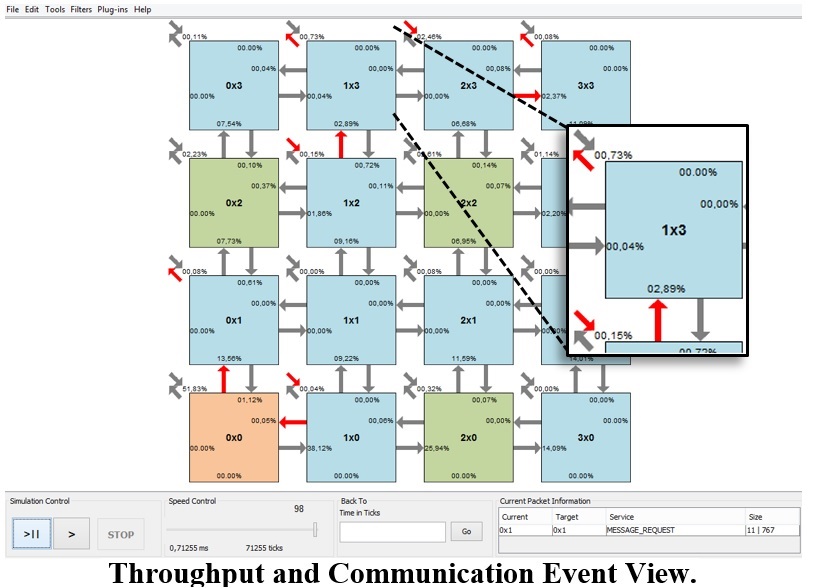 File Edit Tools Filters Plug-ins Help
00,11% 00,73% 02,46% 00,08%
00.00% 00.00% 00.00% 00.00%
00,04% 00,00% 00,08% 00.00%
0x3 1x3 2x3 3x3
00.00% 00,04% 00,00% 02,37%
07,54% 02,89% 06,68%
02,23% 00,15% 01,14%
00,10% 00,72% 00,14%
00,37% 00,11% 00,07%
0x2 1x2 2x2
00.00% 01,86% 00,00% 02,20%
07,73% 09,16% 06,95%
00,08% 00,00% 00,08% 00,00%
00,61% 00,00% 00,00%
00,00% 00,00% 00,00%
0x1 1x1 2x1
00.00% 00,00% 00,00% 00,00%
13,56% 09,22% 11,59% 14,01%
51,83% 00,04% 00,32% 00,00%
01,12% 00,00% 00,07% 00,00%
00,05% 00,06% 00,00% 00.00%
0x0 1x0 2x0 3x0
00.00% 38,12% 25,94% 14,09%
00.00% 00.00% 00.00% 00.00%
00,73%
00.00%
00,00%
1x3
00,04%
02,89%
00,15%
00,72%
Simulation Control
>II > STOP
Speed Control
98
0,71255 ms 71255 ticks
Back To
Time in Ticks
Go
Current Packet Information
Current Target Service Size
0x1 0x1 MESSAGE_REQUEST 11 | 767
Throughput and Communication Event View.